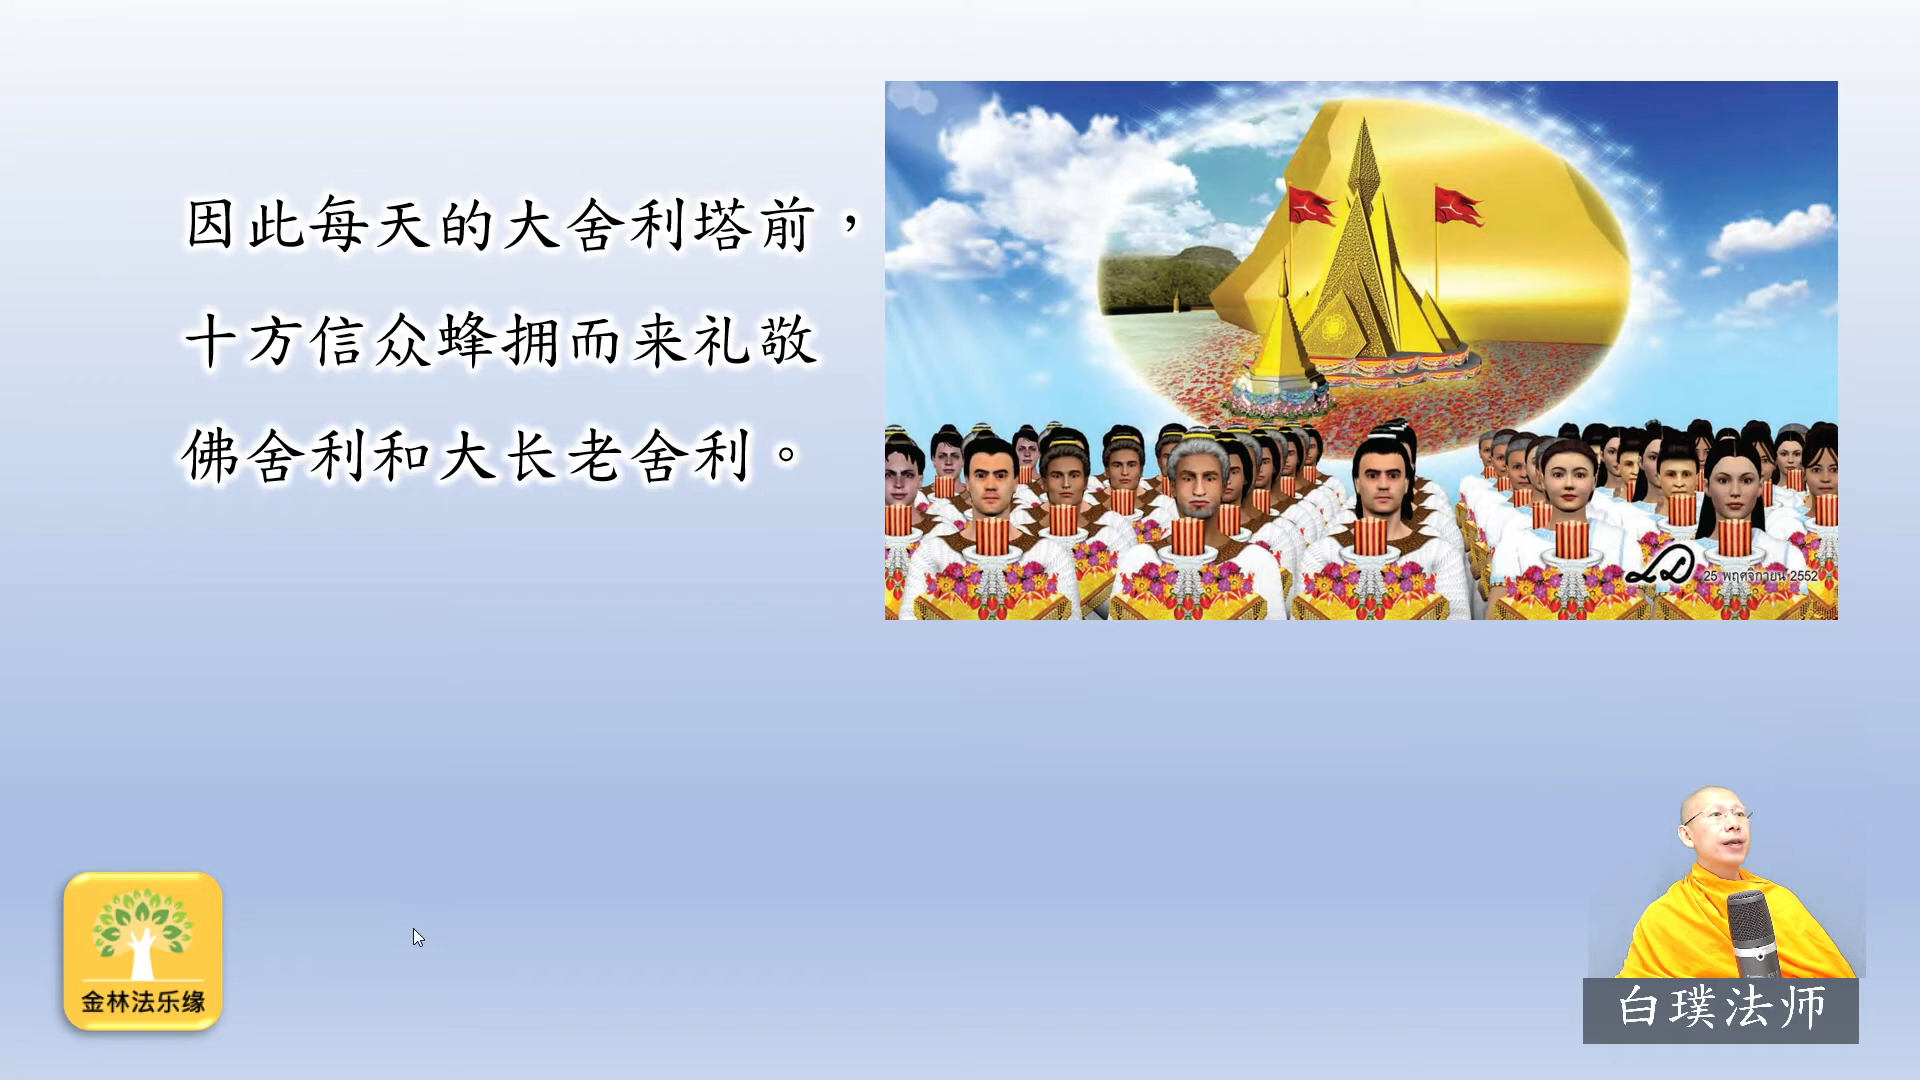 因此每天的大舍利塔前，
十方信众蜂拥而来礼敬
佛舍利和大长老舍利。
25 พฤศจิกายน 2552
金林法乐缘
白璞法师